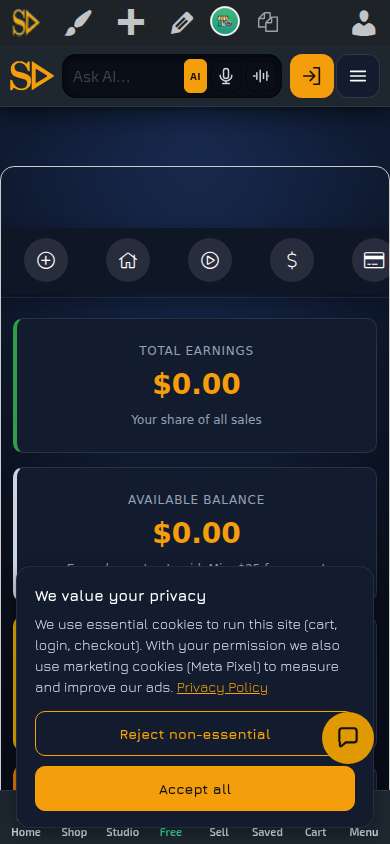 SD
SD
Ask AI...
AI
TOTAL EARNINGS
$0.00
Your share of all sales
AVAILABLE BALANCE
$0.00
We value your privacy
We use essential cookies to run this site (cart,
login, checkout). With your permission we also
use marketing cookies (Meta Pixel) to measure
and improve our ads. Privacy Policy
Reject non-essential
Accept all
Home Shop Studio Free Sell Saved Cart Menu